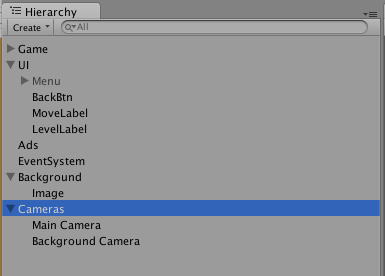 Hierarchy
Create All
Game
UI
Menu
BackBtn
MoveLabel
LevelLabel
Ads
EventSystem
Background
Image
Cameras
Main Camera
Background Camera